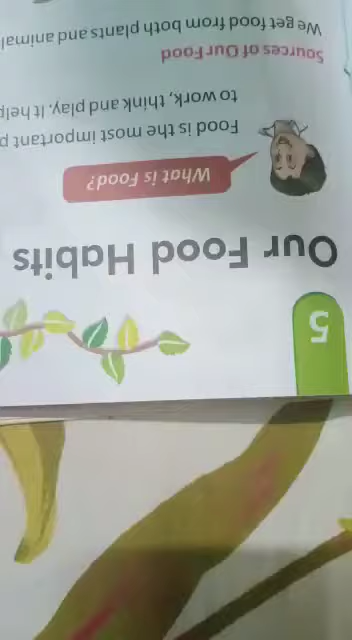 5
Our Food Habits
What is Food?
Food is the most important
to work, think and play. It
Sources of Our Food
We get food from both plants and